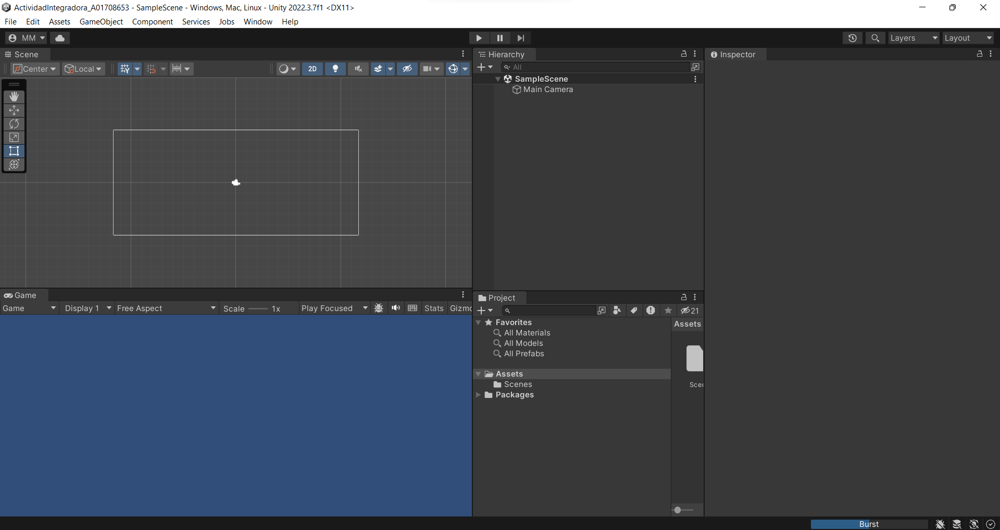 ActividadIntegradora_A01708653 - SampleScene - Windows, Mac, Linux - Unity 2022.3.7f1 <DX11>
File Edit Assets GameObject Component Services Jobs Window Help
MM Layers Layout
Scene
Center Local 2D
Hierarchy
All
SampleScene
Main Camera
Inspector
Game
Game Display 1 Free Aspect Scale 1x Play Focused Stats Gizmo
Project
21
Favorites
All Materials
All Models
All Prefabs
Assets
Scenes
Packages
Assets
Scen
Burst